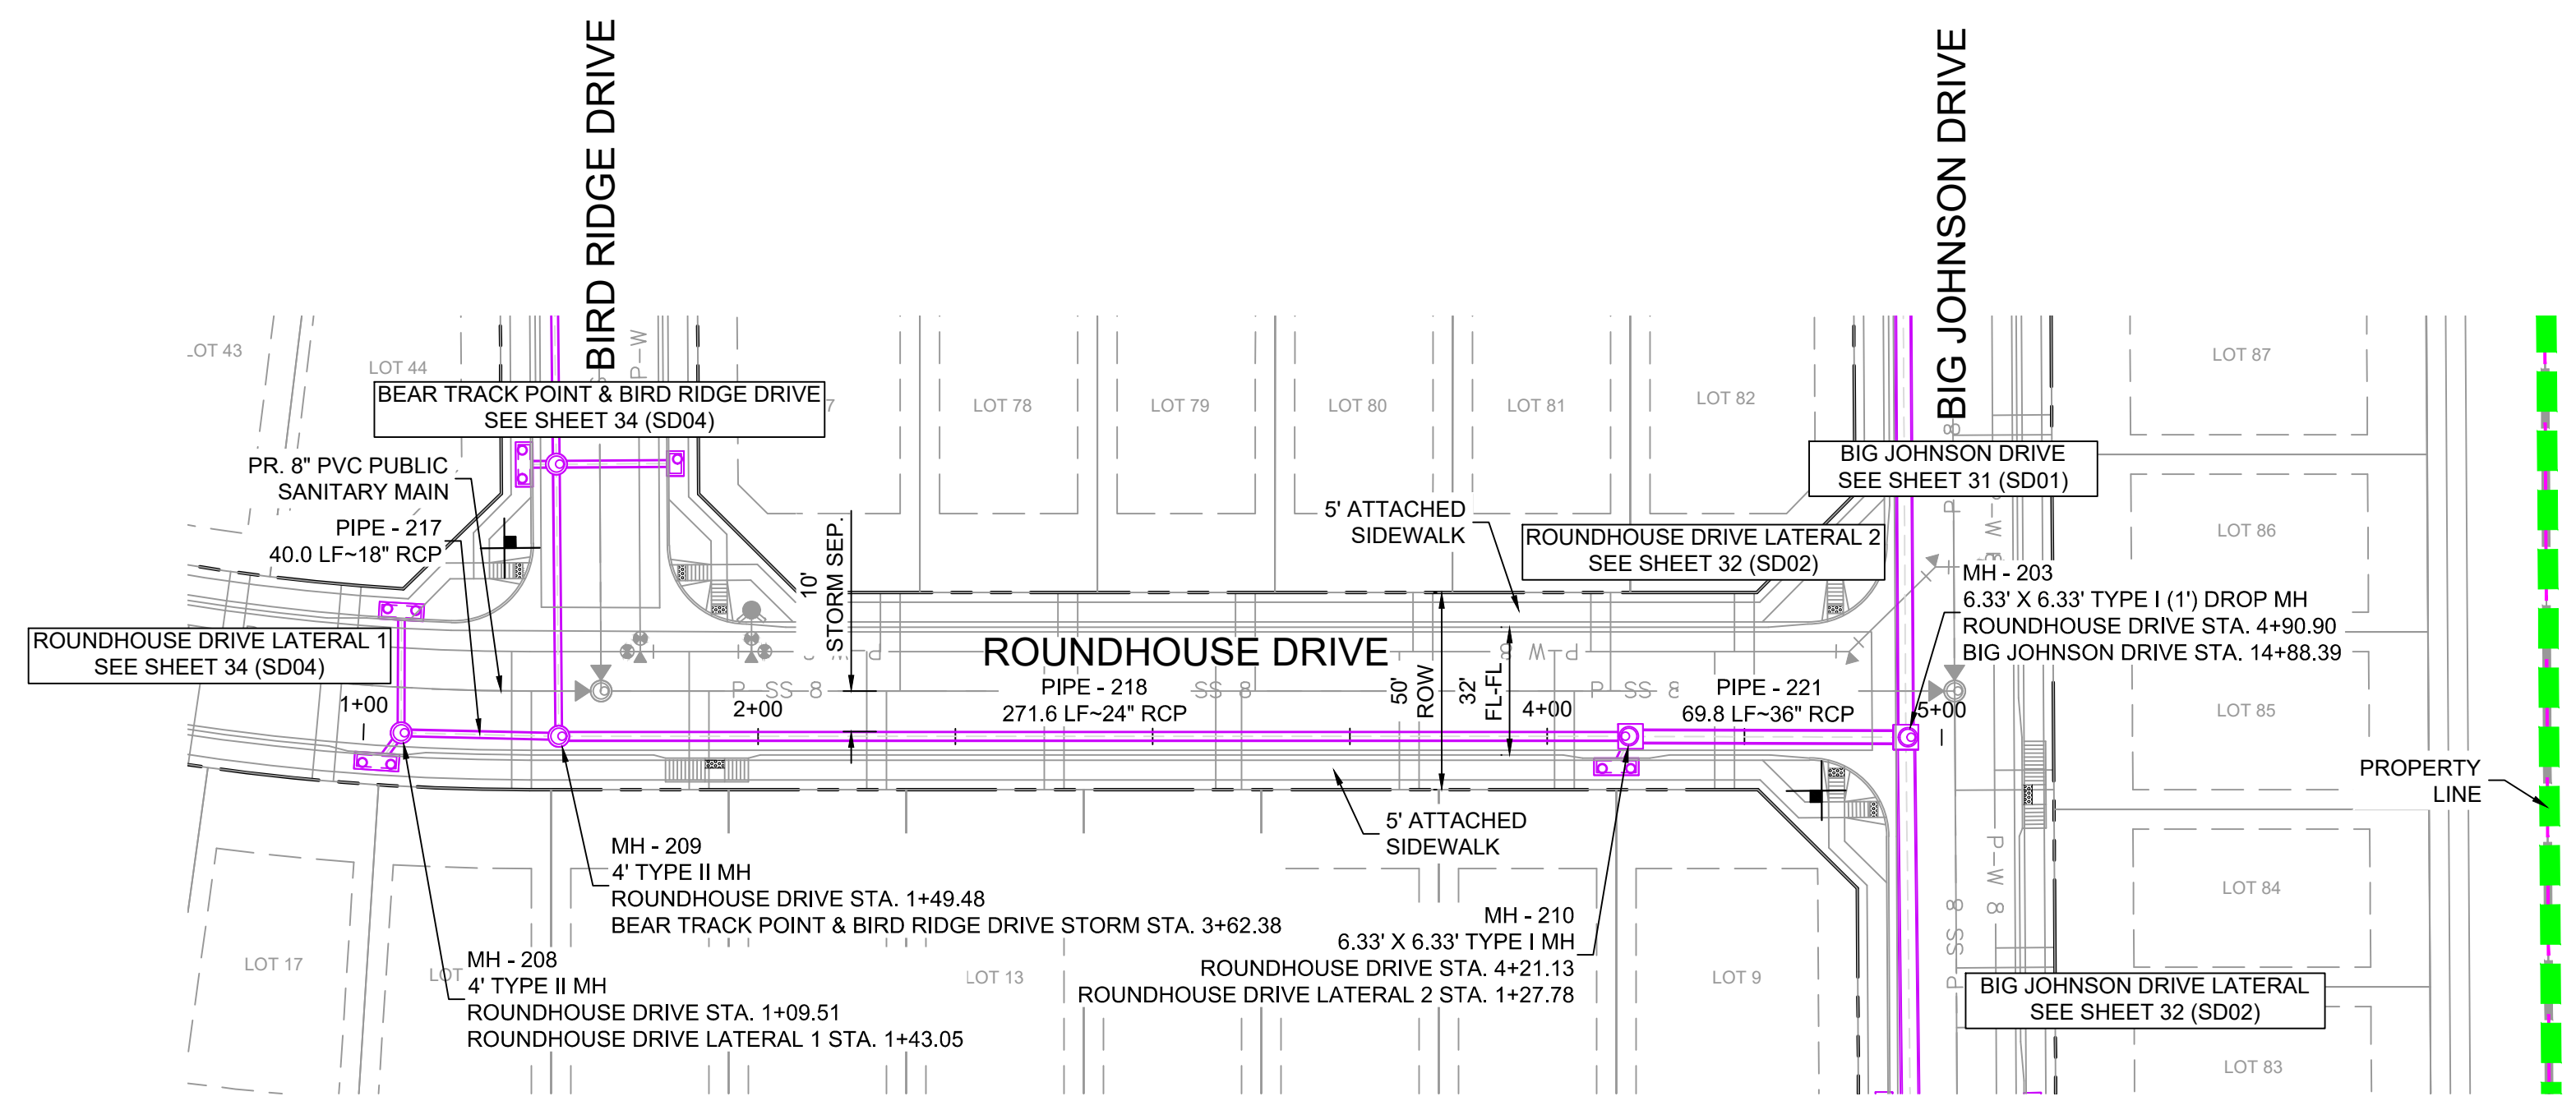 BIRD RIDGE DRIVE
BIG JOHNSON DRIVE
LOT 43
LOT 44
BEAR TRACK POINT & BIRD RIDGE DRIVE
SEE SHEET 34 (SD04)
LOT 78
LOT 79
LOT 80
LOT 81
LOT 82
LOT 87
PR. 8" PVC PUBLIC
SANITARY MAIN
PIPE - 217
40.0 LF~18" RCP
P-W
10'
STORM SEP.
5' ATTACHED
SIDEWALK
BIG JOHNSON DRIVE
SEE SHEET 31 (SD01)
ROUNDHOUSE DRIVE LATERAL 2
SEE SHEET 32 (SD02)
LOT 86
MH - 203
6.33' X 6.33' TYPE I (1') DROP MH
ROUNDHOUSE DRIVE STA. 4+90.90
BIG JOHNSON DRIVE STA. 14+88.39
ROUNDHOUSE DRIVE LATERAL 1
SEE SHEET 34 (SD04)
ROUNDHOUSE DRIVE
P-W 8
1+00
2+00
P SS 8
PIPE - 218
271.6 LF~24" RCP
SS 8
50'
ROW
32'
FL-FL
4+00
P SS 8
PIPE - 221
69.8 LF~36" RCP
5+00
LOT 85
PROPERTY
LINE
5' ATTACHED
SIDEWALK
MH - 209
4' TYPE II MH
ROUNDHOUSE DRIVE STA. 1+49.48
BEAR TRACK POINT & BIRD RIDGE DRIVE STORM STA. 3+62.38
P-W 8
P SS 8
LOT 84
MH - 210
6.33' X 6.33' TYPE I MH
ROUNDHOUSE DRIVE STA. 4+21.13
ROUNDHOUSE DRIVE LATERAL 2 STA. 1+27.78
LOT 17
LOT
MH - 208
4' TYPE II MH
ROUNDHOUSE DRIVE STA. 1+09.51
ROUNDHOUSE DRIVE LATERAL 1 STA. 1+43.05
LOT 13
LOT 9
BIG JOHNSON DRIVE LATERAL
SEE SHEET 32 (SD02)
LOT 83